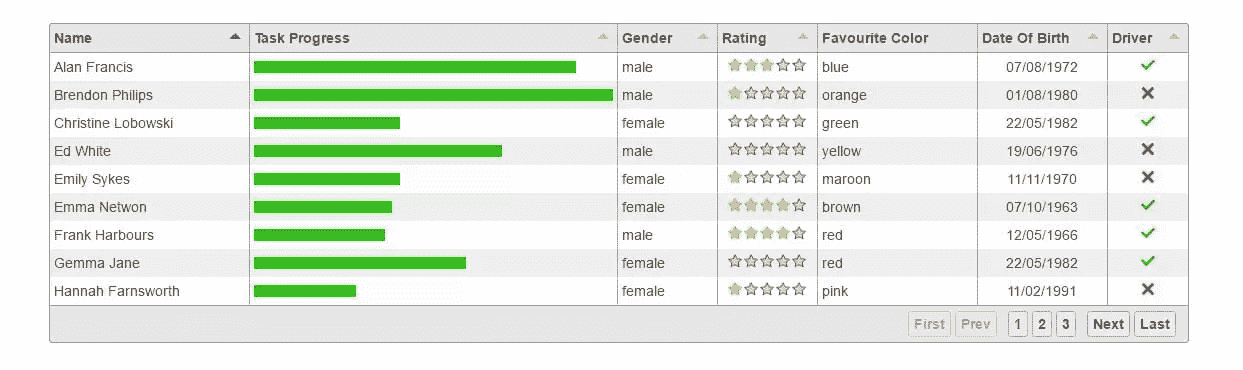 Name Task Progress Gender Rating Favourite Color Date Of Birth Driver
Alan Francis male blue 07/08/1972
Brendon Philips male orange 01/08/1980
Christine Lobowski female green 22/05/1982
Ed White male yellow 19/06/1976
Emily Sykes female maroon 11/11/1970
Emma Netwon female brown 07/10/1963
Frank Harbours male red 12/05/1966
Gemma Jane female red 22/05/1982
Hannah Farnsworth female pink 11/02/1991
First Prev 1 2 3 Next Last